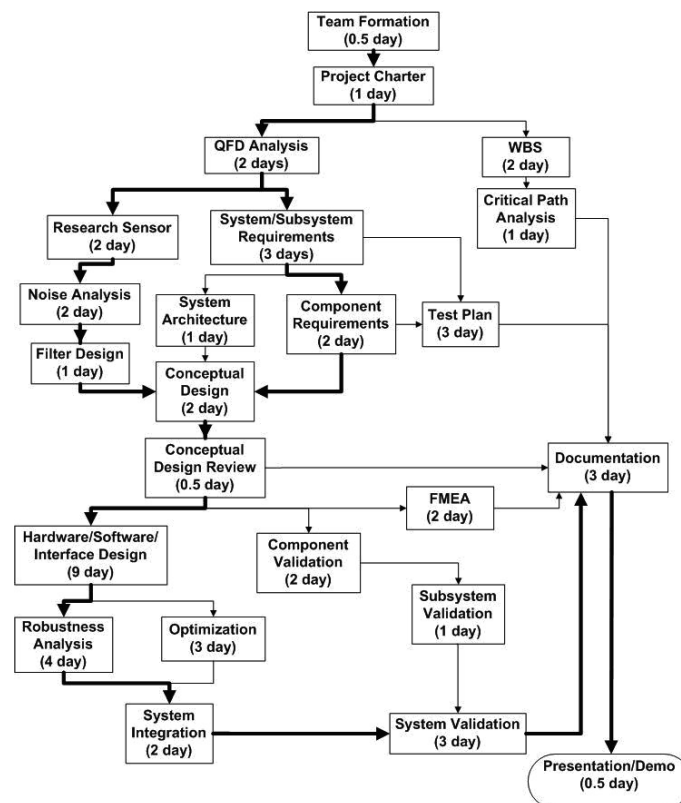 Team Formation
(0.5 day)
Project Charter
(1 day)
QFD Analysis
(2 days)
WBS
(2 day)
Research Sensor
(2 day)
System/Subsystem
Requirements
(3 days)
Critical Path
Analysis
(1 day)
Noise Analysis
(2 day)
System
Architecture
(1 day)
Component
Requirements
(2 day)
Test Plan
(3 day)
Filter Design
(1 day)
Conceptual
Design
(2 day)
Conceptual
Design Review
(0.5 day)
Documentation
(3 day)
FMEA
(2 day)
Hardware/Software/
Interface Design
(9 day)
Component
Validation
(2 day)
Subsystem
Validation
(1 day)
Robustness
Analysis
(4 day)
Optimization
(3 day)
System
Integration
(2 day)
System Validation
(3 day)
Presentation/Demo
(0.5 day)